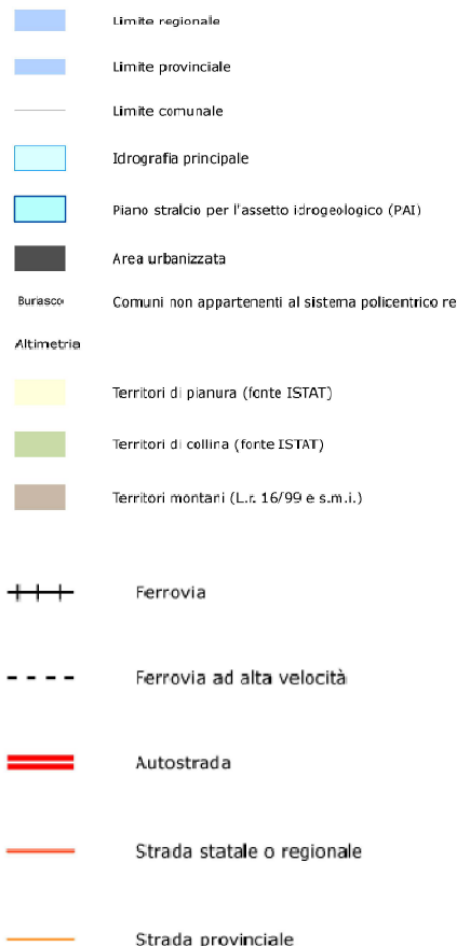 Limite regionale
Limite provinciale
Limite comunale
Idrografia principale
Piano stralcio per l'assetto idrogeologico (PAI)
Area urbanizzata
Buriasco Comuni non appartenenti al sistema policentrico re
Altimetria
Territori di pianura (fonte ISTAT)
Territori di collina (fonte ISTAT)
Territori montani (L.r. 16/99 e s.m.i.)
Ferrovia
Ferrovia ad alta velocità
Autostrada
Strada statale o regionale
Strada provinciale